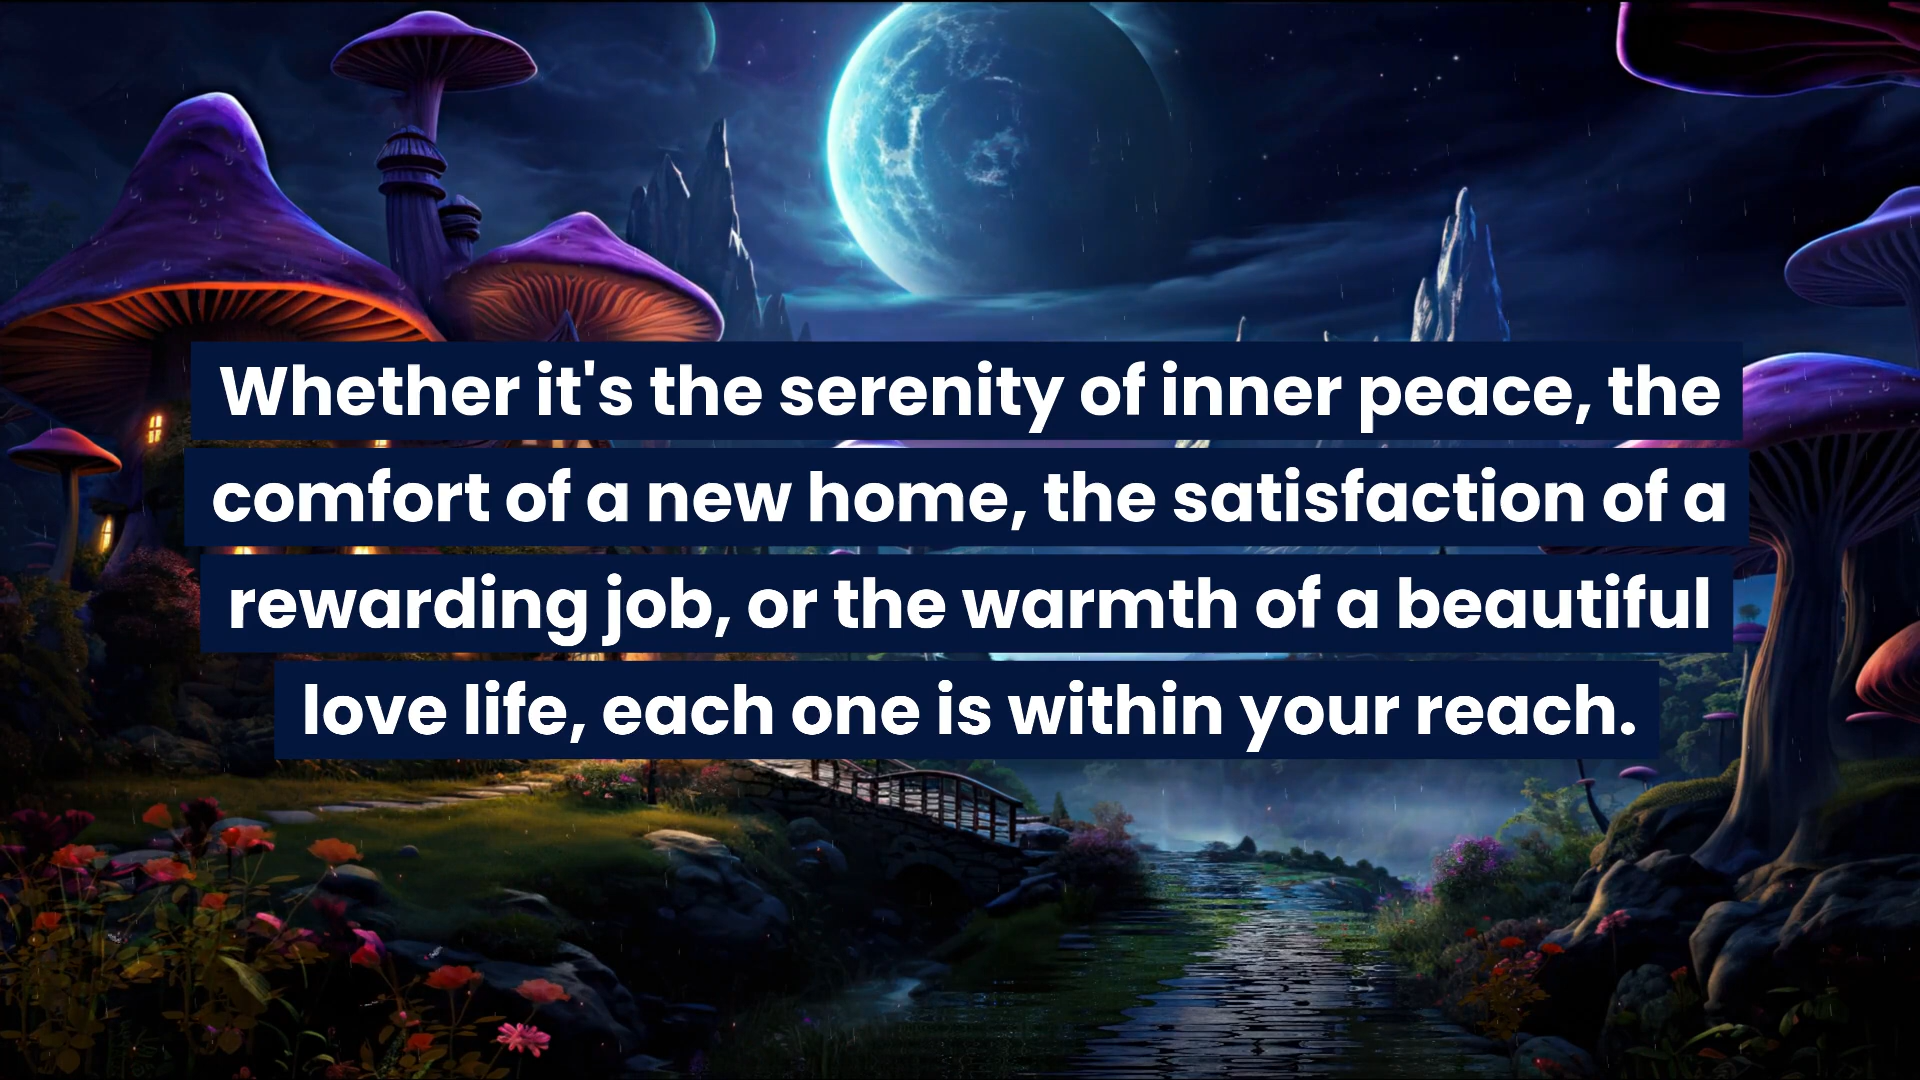 Whether it's the serenity of inner peace, the
comfort of a new home, the satisfaction of a
rewarding job, or the warmth of a beautiful
love life, each one is within your reach.